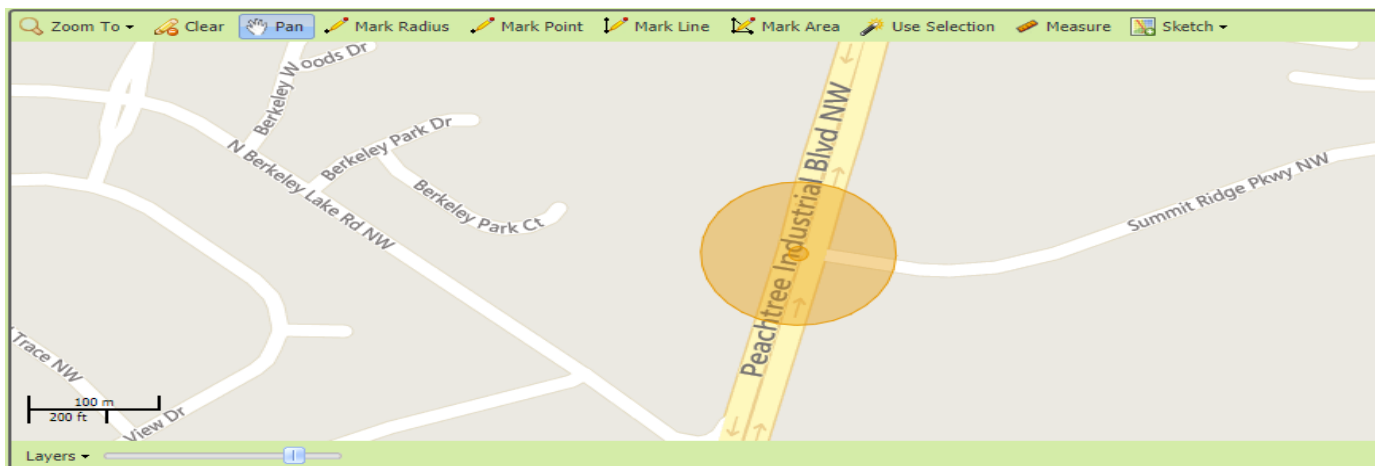 Zoom To Clear Pan Mark Radius Mark Point Mark Line Mark Area Use Selection Measure Sketch
Berkeley Woods Dr
Berkeley Park Dr
N Berkeley Lake Rd NW
Berkeley Park Ct
Peachtree Industrial Blvd NW
Summit Ridge Pkwy NW
Trace NW
View Dr
100 m
200 ft
Layers